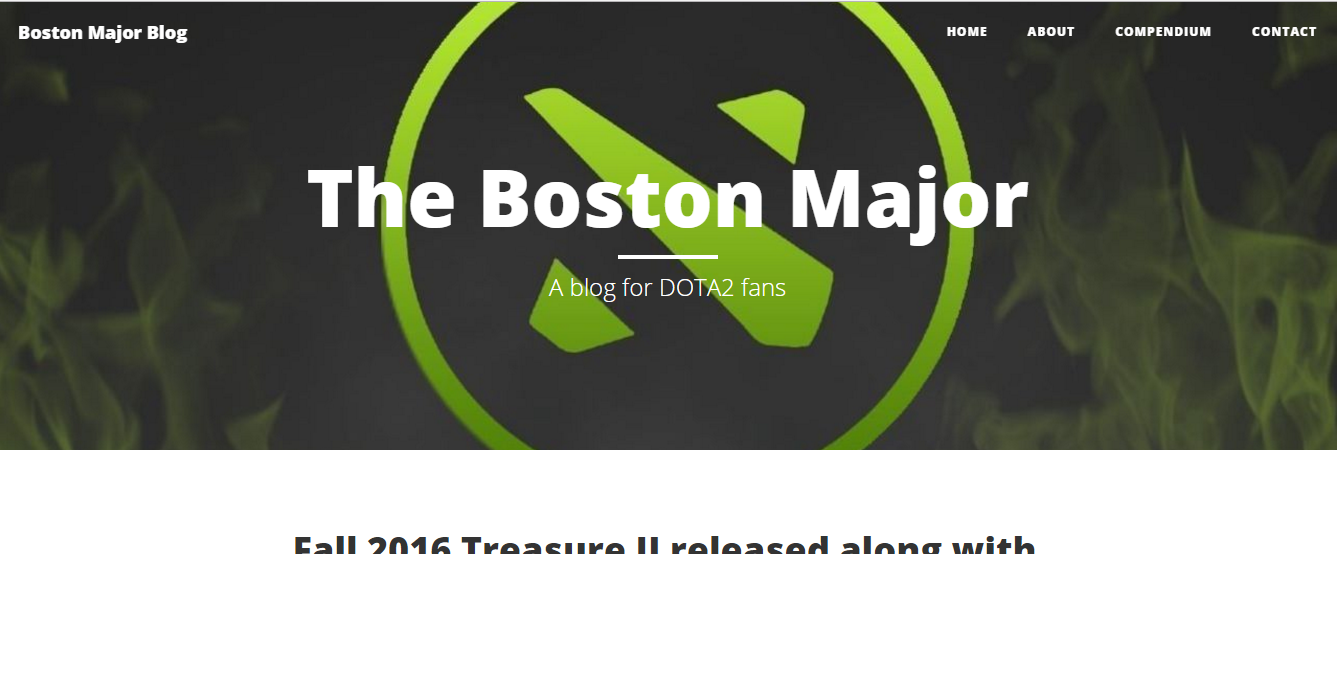 Boston Major Blog
HOME ABOUT COMPENDIUM CONTACT
The Boston Major
A blog for DOTA2 fans
Fall 2016 Treasure II released along with